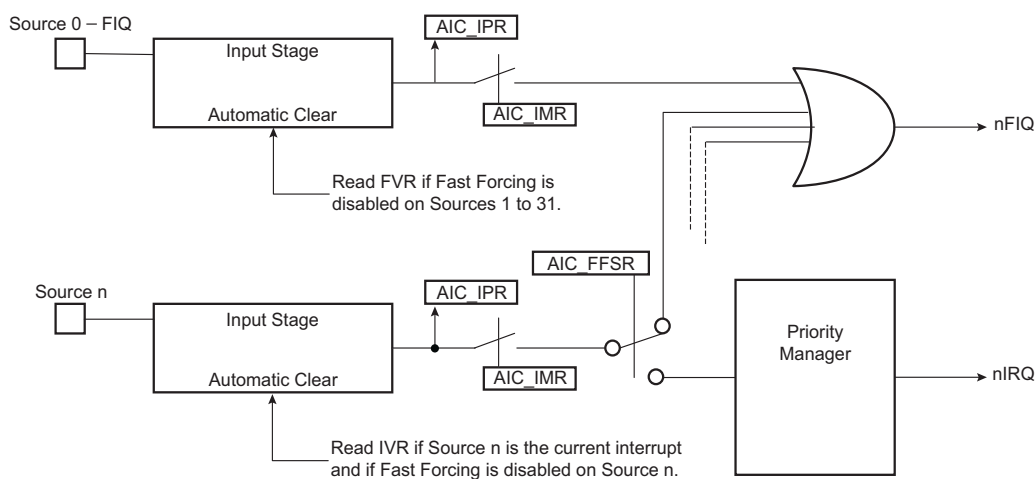 Source 0 – FIQ
AIC_IPR
Input Stage
Automatic Clear
AIC_IMR
nFIQ
Read FVR if Fast Forcing is
disabled on Sources 1 to 31.
AIC_FFSR
Source n
AIC_IPR
Input Stage
Priority
Manager
Automatic Clear
AIC_IMR
nIRQ
Read IVR if Source n is the current interrupt
and if Fast Forcing is disabled on Source n.